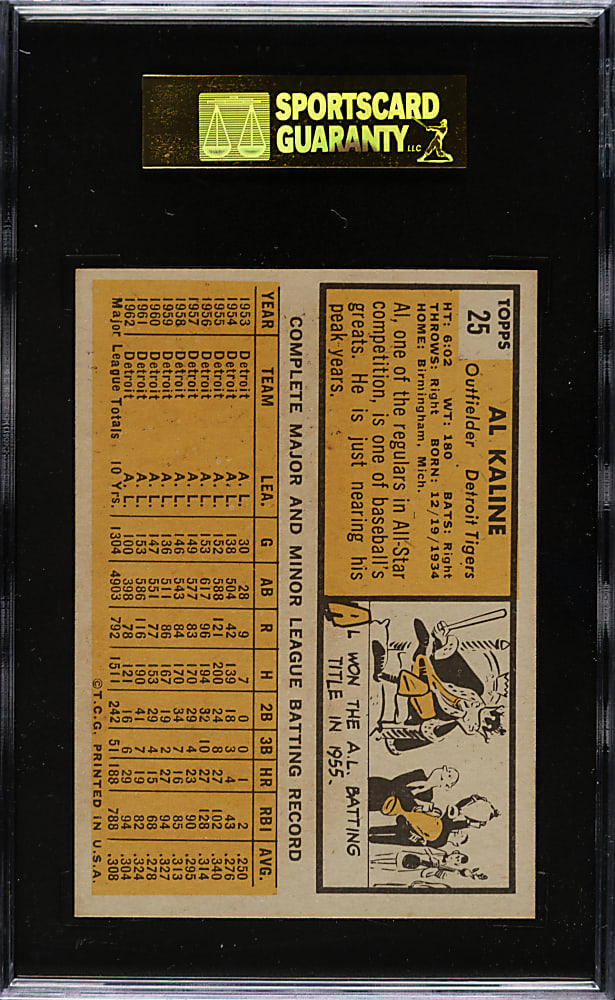 SPORTSCARD
GUARANTY LLC
TOPPS
25
AL KALINE
Outfielder Detroit Tigers
HT: 6:02 WT: 180 BATS: Right
THROWS: Right BORN: 12/19/1934
HOME: Birmingham, Mich.
Al, one of the regulars in All-Star
competition, is one of baseball's
greats. He is just nearing his
peak years.
AL WON THE A.L. BATTING
TITLE IN 1955.
COMPLETE MAJOR AND MINOR LEAGUE BATTING RECORD
YEAR TEAM LEA. G AB R H 2B 3B HR RBI AVG.
1953 Detroit A. L. 30 28 9 7 0 0 1 2 .250
1954 Detroit A. L. 138 504 42 139 18 3 4 43 .276
1955 Detroit A. L. 152 588 121 200 24 8 27 102 .340
1956 Detroit A. L. 153 617 96 194 32 10 27 128 .314
1957 Detroit A. L. 149 577 83 170 29 4 23 90 .295
1958 Detroit A. L. 146 543 84 170 34 7 16 85 .313
1959 Detroit A. L. 136 511 86 167 19 2 27 94 .327
1960 Detroit A. L. 147 551 77 153 29 4 15 68 .278
1961 Detroit A. L. 153 586 116 190 41 7 19 82 .324
1962 Detroit A. L. 100 398 78 121 16 6 29 94 .304
Major League Totals 10 Yrs. 1304 4903 792 1511 242 51 188 788 .308
©T.C.G. PRINTED IN U.S.A.